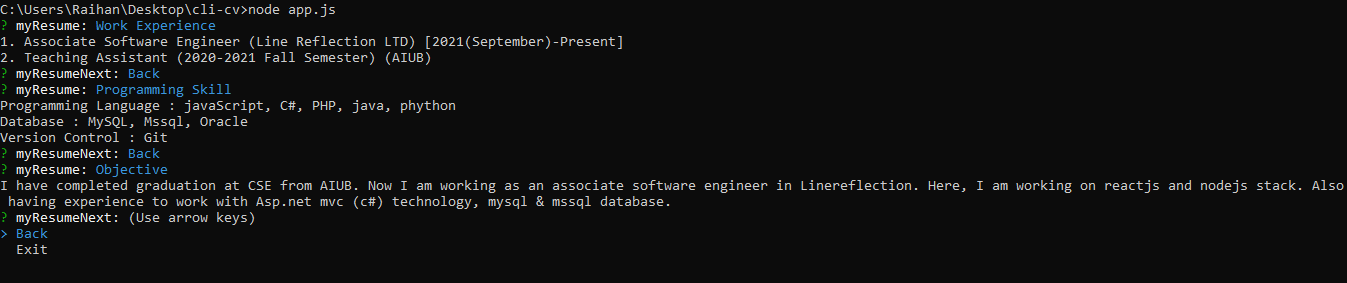 C:\Users\Raihan\Desktop\cli-cv>node app.js
? myResume: Work Experience
1. Associate Software Engineer (Line Reflection LTD) [2021(September)-Present]
2. Teaching Assistant (2020-2021 Fall Semester) (AIUB)
? myResumeNext: Back
? myResume: Programming Skill
Programming Language : javaScript, C#, PHP, java, phython
Database : MySQL, Mssql, Oracle
Version Control : Git
? myResumeNext: Back
? myResume: Objective
I have completed graduation at CSE from AIUB. Now I am working as an associate software engineer in Linereflection. Here, I am working on reactjs and nodejs stack. Also
 having experience to work with Asp.net mvc (c#) technology, mysql & mssql database.
? myResumeNext: (Use arrow keys)
> Back
  Exit